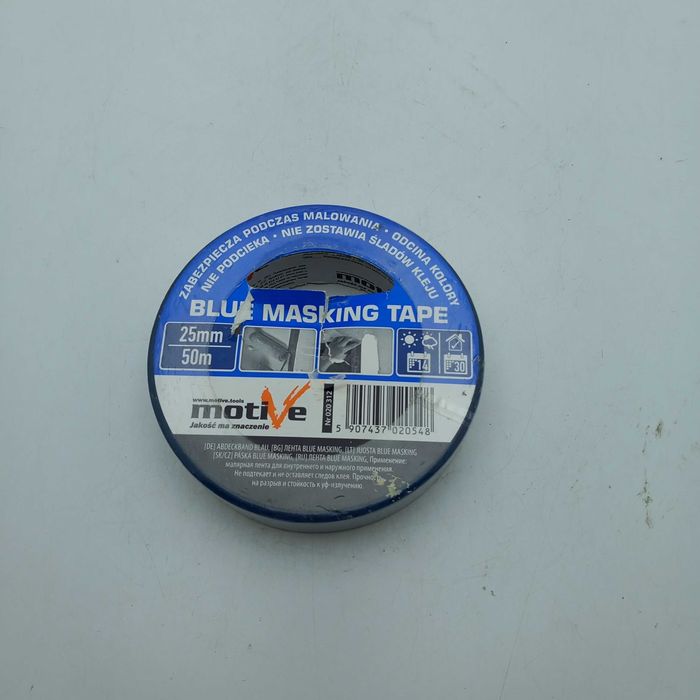 ZABEZPIECZA PODCZAS MALOWANIA • ODCINA KOLORY
NIE PODCIEKA • NIE ZOSTAWIA ŚLADÓW KLEJU
BLUE MASKING TAPE
25mm
50m
14
30
www.motive.tools
motive
Jakość ma znaczenie
Nr 020 312
5 907437 020548
[DE] ABDECKBAND BLAU, [BG] ЛЕНТА BLUE MASKING, [LT] JUOSTA BLUE MASKING
[SK/CZ] PÁSKA BLUE MASKING, [RU] ЛЕНТА BLUE MASKING, Применение:
малярная лента для внутреннего и наружного применения.
Не подтекает и не оставляет следов клея. Прочность
на разрыв и стойкость к уф-излучению.